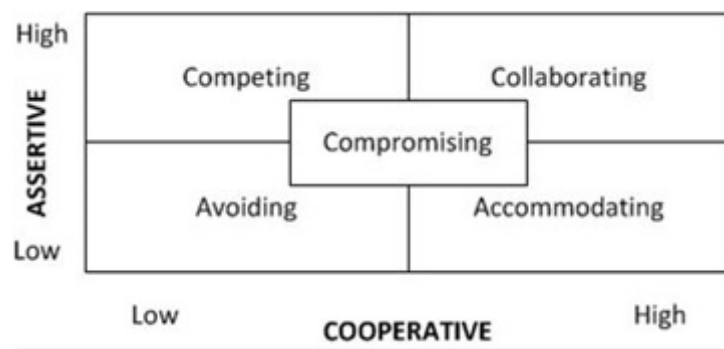 High
Competing
Collaborating
Compromising
ASSERTIVE
Avoiding
Accommodating
Low
Low
High
COOPERATIVE